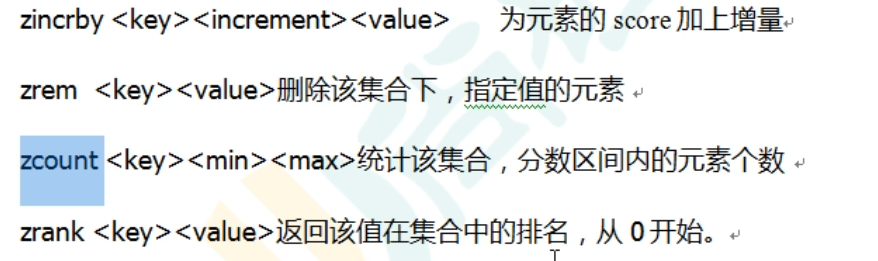 zincrby <key><increment><value> 为元素的 score 加上增量
zrem <key><value>删除该集合下，指定值的元素
zcount <key><min><max>统计该集合，分数区间内的元素个数
zrank <key><value>返回该值在集合中的排名，从 0 开始。